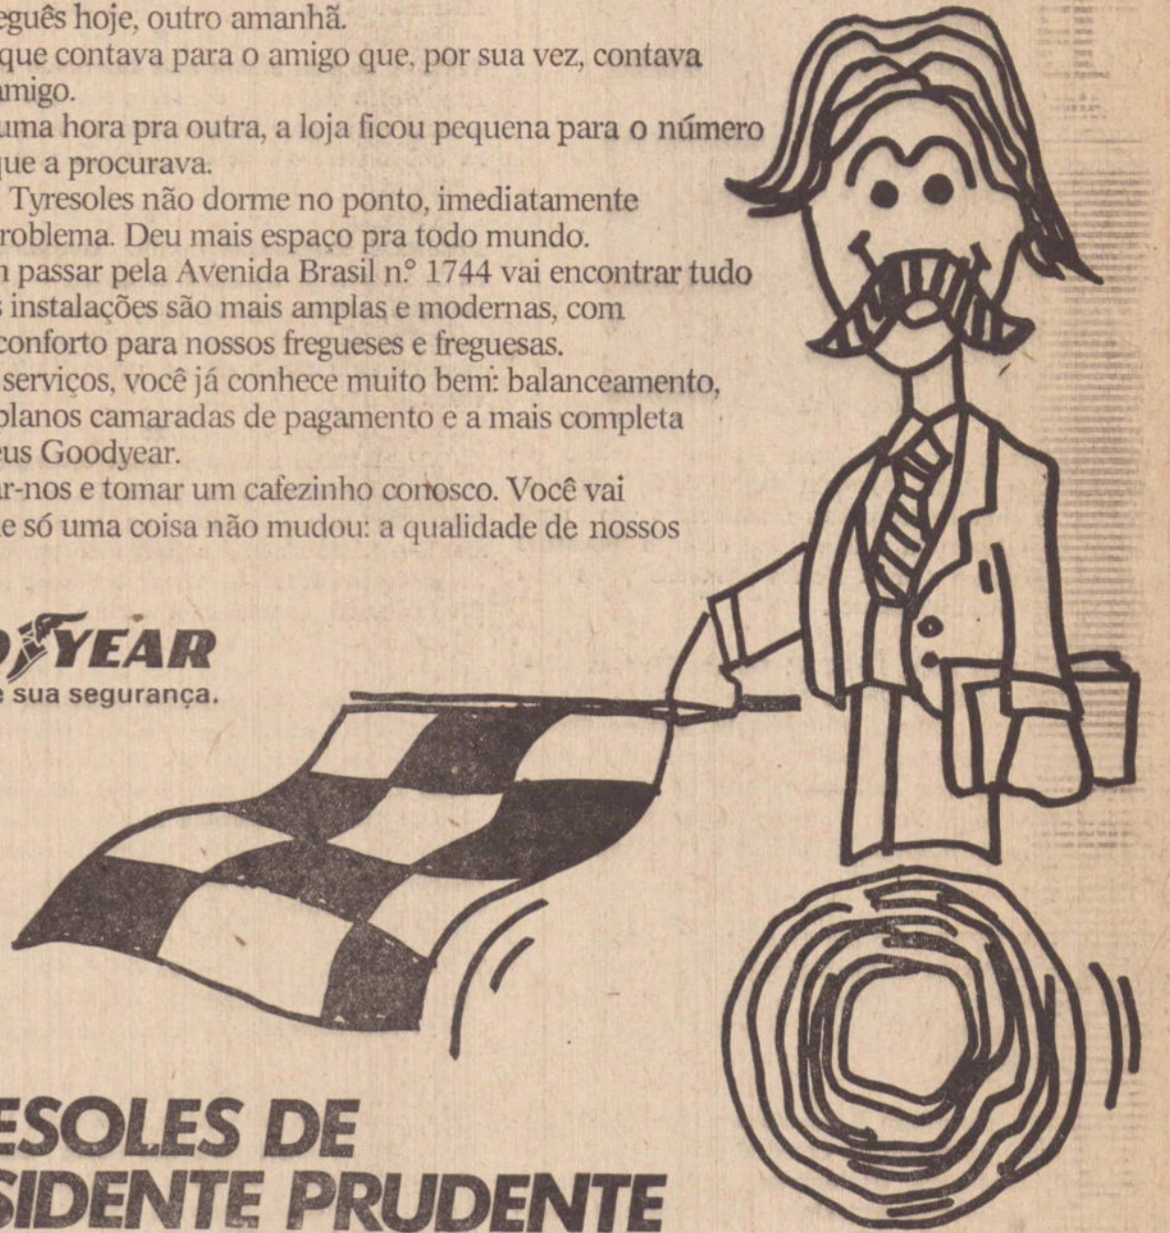 eguês hoje, outro amanhã.
que contava para o amigo que, por sua vez, contava
amigo.
uma hora pra outra, a loja ficou pequena para o número
que a procurava.
Tyresoles não dorme no ponto, imediatamente
roblema. Deu mais espaço pra todo mundo.
passar pela Avenida Brasil n.º 1744 vai encontrar tudo
s instalações são mais amplas e modernas, com
conforto para nossos fregueses e freguesas.
serviços, você já conhece muito bem: balanceamento,
planos camaradas de pagamento e a mais completa
eus Goodyear.
ar-nos e tomar um cafezinho conosco. Você vai
e só uma coisa não mudou: a qualidade de nossos
YEAR
e sua segurança.
ESOLES DE
SIDENTE PRUDENTE